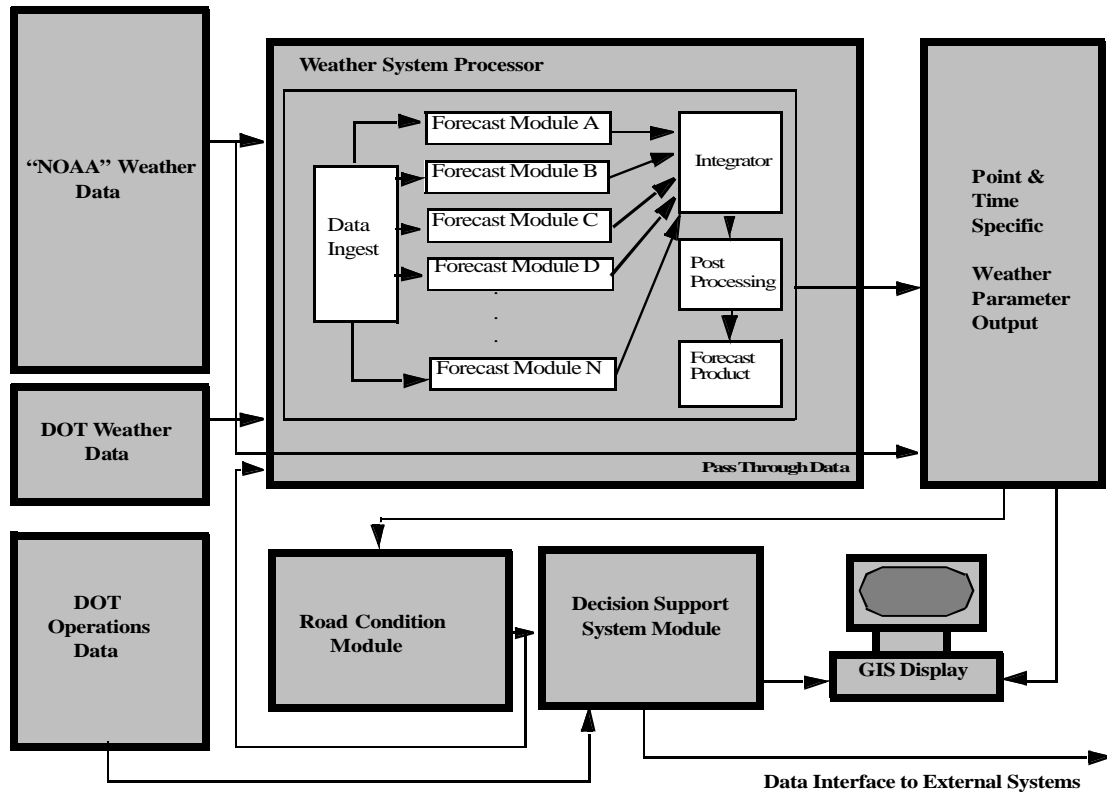 “NOAA” Weather
Data
DOT Weather
Data
DOT
Operations
Data
Weather System Processor
Data
Ingest
Forecast Module A
Forecast Module B
Forecast Module C
Forecast Module D
.
.
.
Forecast Module N
Integrator
Post
Processing
Forecast
Product
Pass Through Data
Point &
Time
Specific
Weather
Parameter
Output
Road Condition
Module
Decision Support
System Module
GIS Display
Data Interface to External Systems